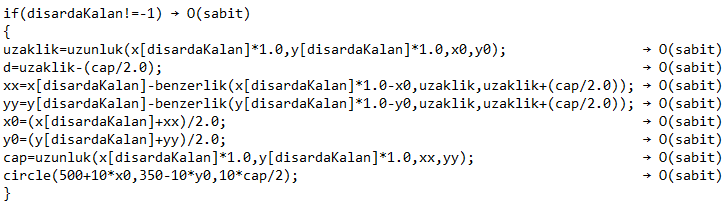 if(disardaKalan!=-1) → O(sabit)
{
uzaklik=uzunluk(x[disardaKalan]*1.0,y[disardaKalan]*1.0,x0,y0); → O(sabit)
d=uzaklik-(cap/2.0); → O(sabit)
xx=x[disardaKalan]-benzerlik(x[disardaKalan]*1.0-x0,uzaklik,uzaklik+(cap/2.0)); → O(sabit)
yy=y[disardaKalan]-benzerlik(y[disardaKalan]*1.0-y0,uzaklik,uzaklik+(cap/2.0)); → O(sabit)
x0=(x[disardaKalan]+xx)/2.0; → O(sabit)
y0=(y[disardaKalan]+yy)/2.0; → O(sabit)
cap=uzunluk(x[disardaKalan]*1.0,y[disardaKalan]*1.0,xx,yy); → O(sabit)
circle(500+10*x0,350-10*y0,10*cap/2); → O(sabit)
}